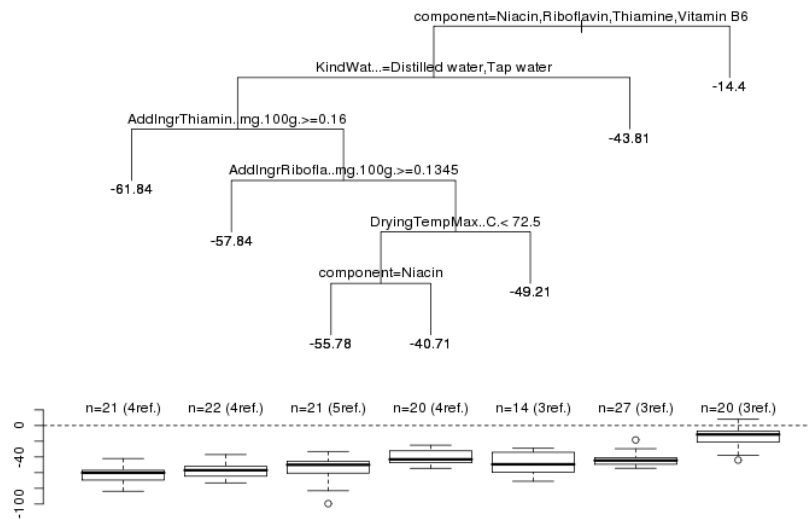 component=Niacin,Riboflavin,Thiamine,Vitamin B6
KindWat...=Distilled water,Tap water
-14.4
AddIngrThiamin..mg.100g.>=0.16
-43.81
AddIngrRibofla..mg.100g.>=0.1345
-61.84
DryingTempMax..C.< 72.5
-57.84
component=Niacin
-49.21
-55.78 -40.71
n=21 (4ref.) n=22 (4ref.) n=21 (5ref.) n=20 (4ref.) n=14 (3ref.) n=27 (3ref.) n=20 (3ref.)
0
-40
-100